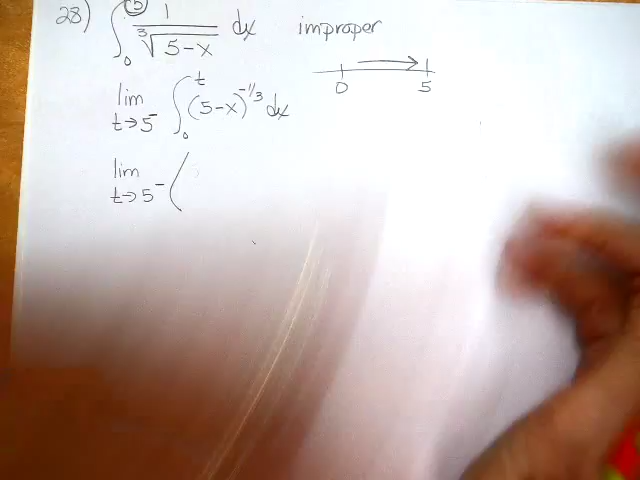 28) ∫₀⁵ 1/∛(5-x) dx improper
0 5
lim t→5⁻ ∫₀ᵗ (5-x)^(-1/3) dx
lim t→5⁻ (